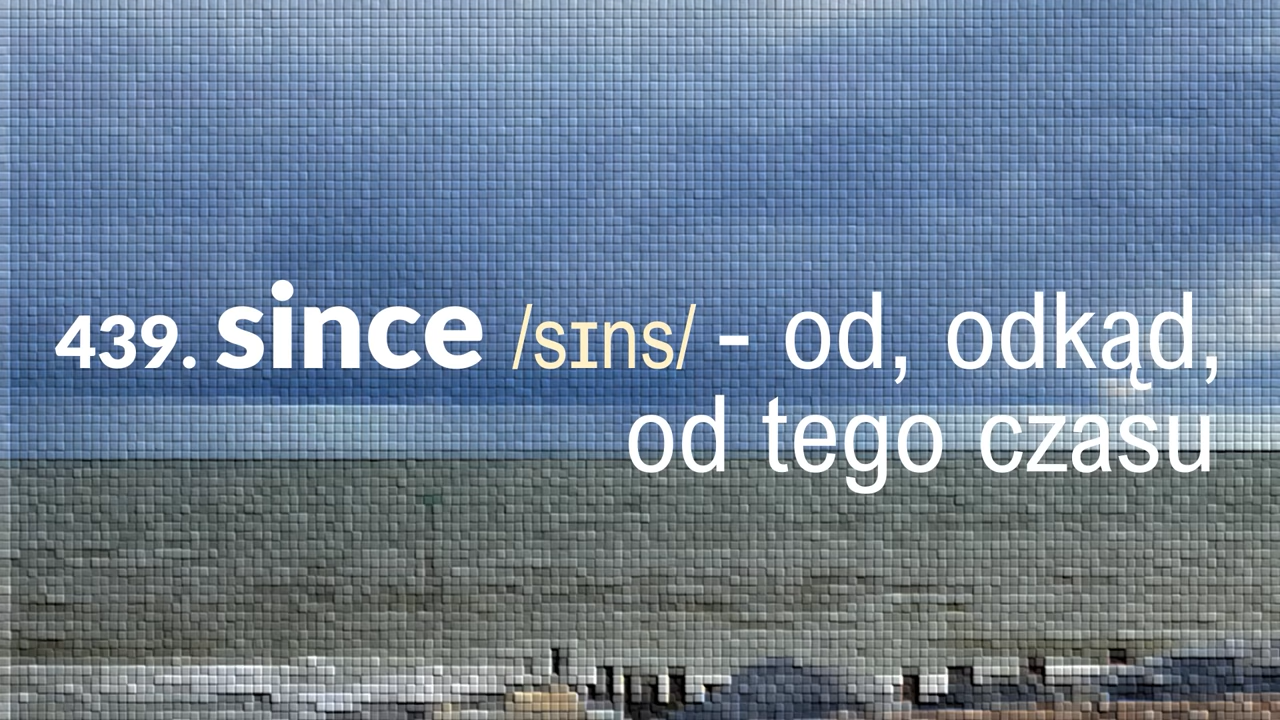 439. since /sɪns/ - od, odkąd,
od tego czasu